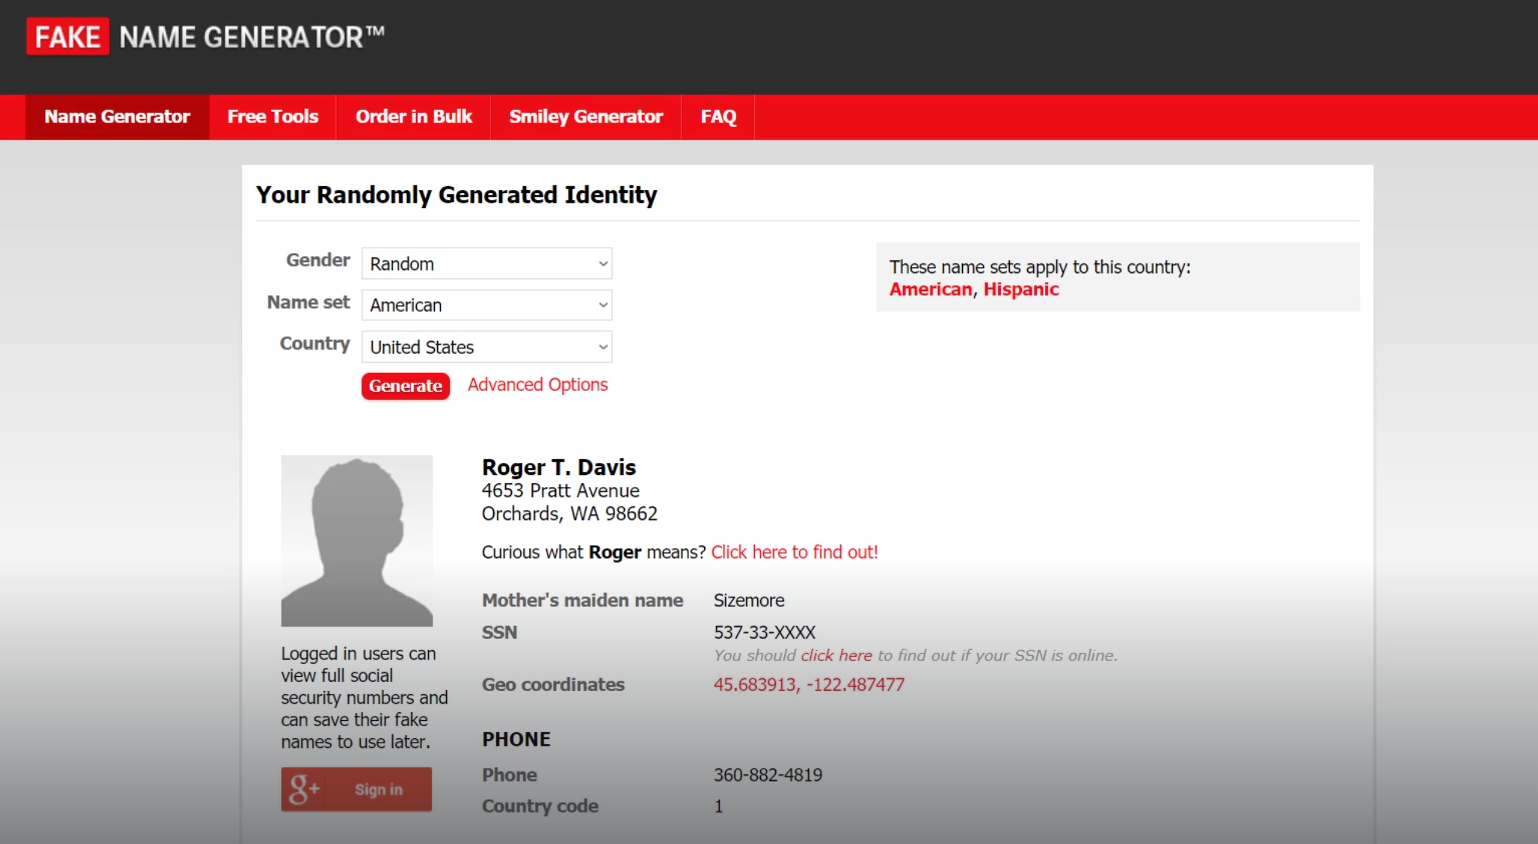 FAKE NAME GENERATOR™
Name Generator Free Tools Order in Bulk Smiley Generator FAQ
Your Randomly Generated Identity
Gender Random
Name set American
Country United States
Generate Advanced Options
These name sets apply to this country:
American, Hispanic
Roger T. Davis
4653 Pratt Avenue
Orchards, WA 98662
Curious what Roger means? Click here to find out!
Mother's maiden name Sizemore
SSN 537-33-XXXX
You should click here to find out if your SSN is online.
Geo coordinates 45.683913, -122.487477
Logged in users can
view full social
security numbers and
can save their fake
names to use later.
g+ Sign in
PHONE
Phone 360-882-4819
Country code 1